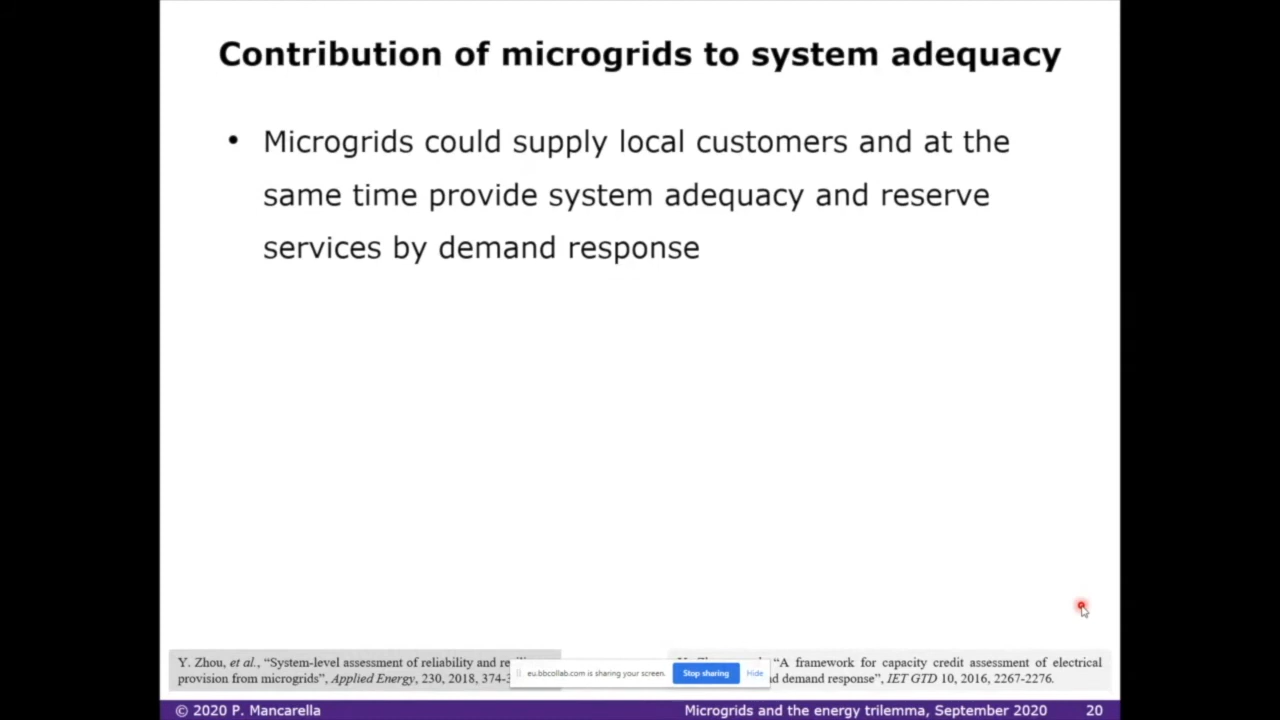 Contribution of microgrids to system adequacy
• Microgrids could supply local customers and at the
same time provide system adequacy and reserve
services by demand response
Y. Zhou, et al., “System-level assessment of reliability and
provision from microgrids”, Applied Energy, 230, 2018,
eu.bbcollab.com is sharing your screen.
Stop sharing
Hide
“A framework for capacity credit assessment of electrical
demand response”, IET GTD 10, 2016, 2267-2276.
© 2020 P. Mancarella
Microgrids and the energy trilemma, September 2020
20